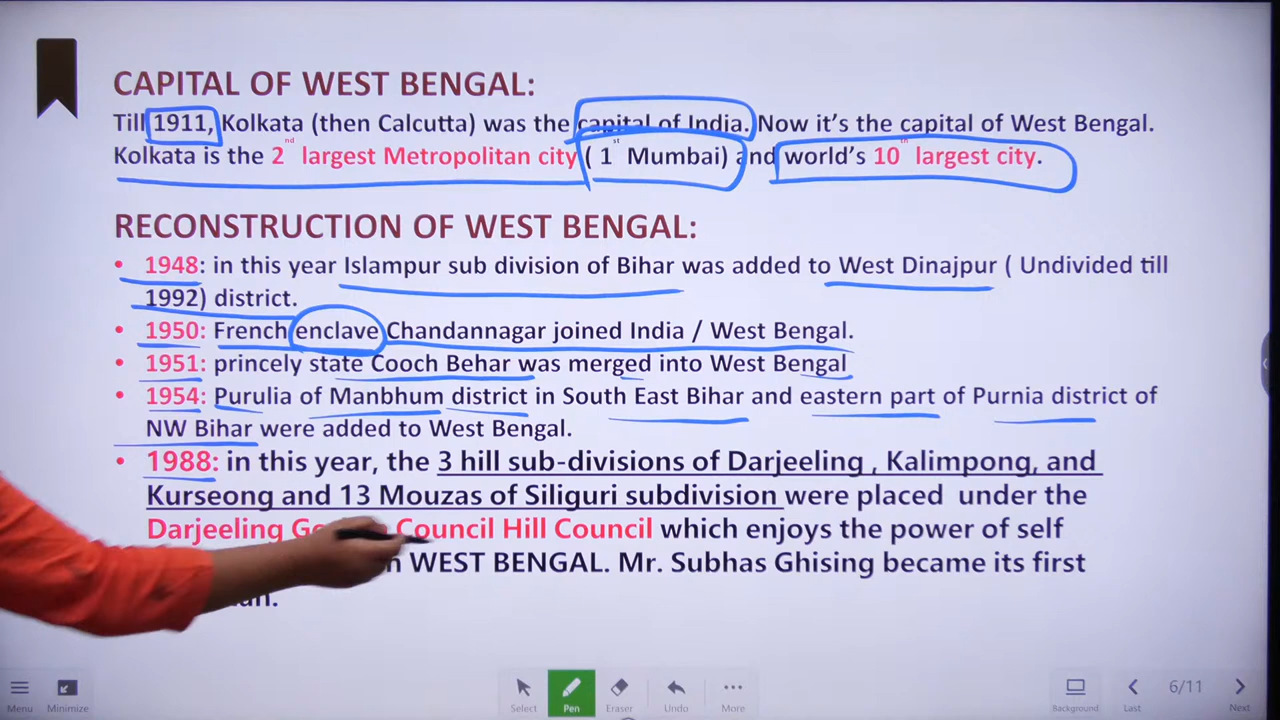 CAPITAL OF WEST BENGAL:
Till 1911, Kolkata (then Calcutta) was the capital of India. Now it's the capital of West Bengal.
Kolkata is the 2nd largest Metropolitan city ( 1st Mumbai) and world's 10th largest city.
RECONSTRUCTION OF WEST BENGAL:
• 1948: in this year Islampur sub division of Bihar was added to West Dinajpur ( Undivided till
1992) district.
• 1950: French enclave Chandannagar joined India / West Bengal.
• 1951: princely state Cooch Behar was merged into West Bengal
• 1954: Purulia of Manbhum district in South East Bihar and eastern part of Purnia district of
NW Bihar were added to West Bengal.
• 1988: in this year, the 3 hill sub-divisions of Darjeeling , Kalimpong, and
Kurseong and 13 Mouzas of Siliguri subdivision were placed under the
Darjeeling Council Hill Council which enjoys the power of self
WEST BENGAL. Mr. Subhas Ghising became its first
Menu
Minimize
Select
Pen
Eraser
Undo
More
Background
Last
6/11
Next